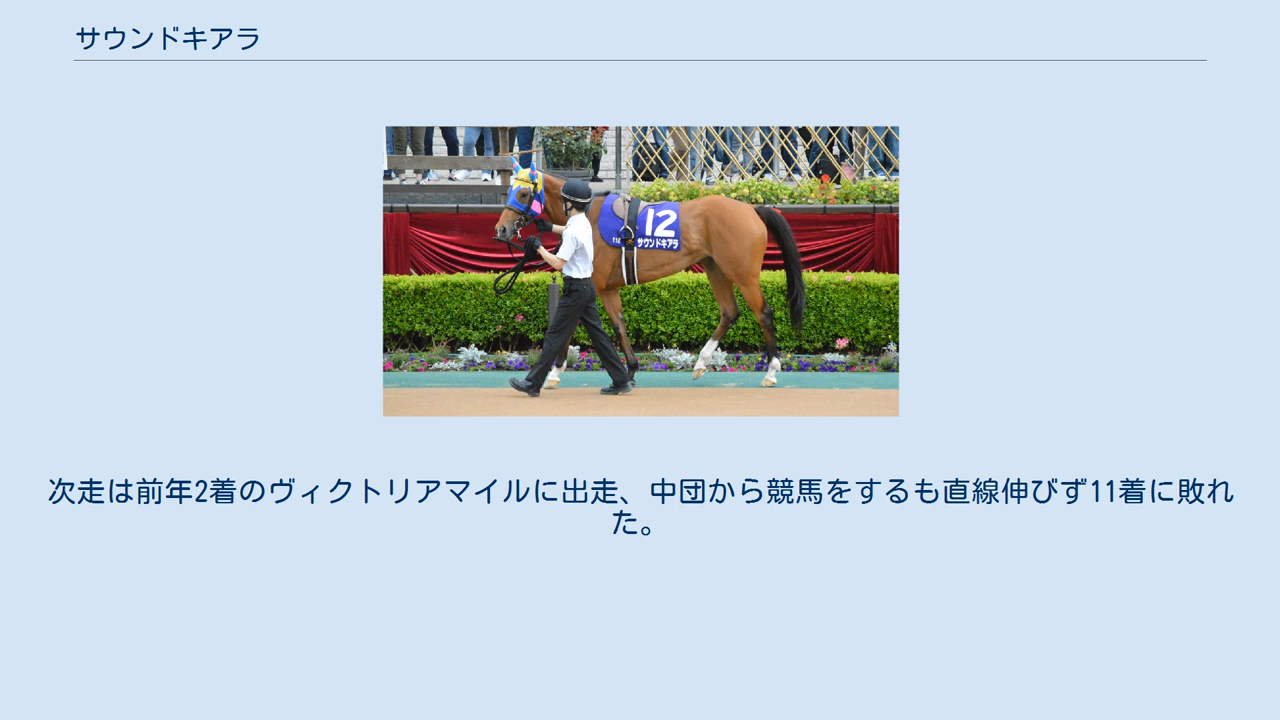 サウンドキアラ
12
サウンドキアラ
次走は前年2着のヴィクトリアマイルに出走、中団から競馬をするも直線伸びず11着に敗れ
た。